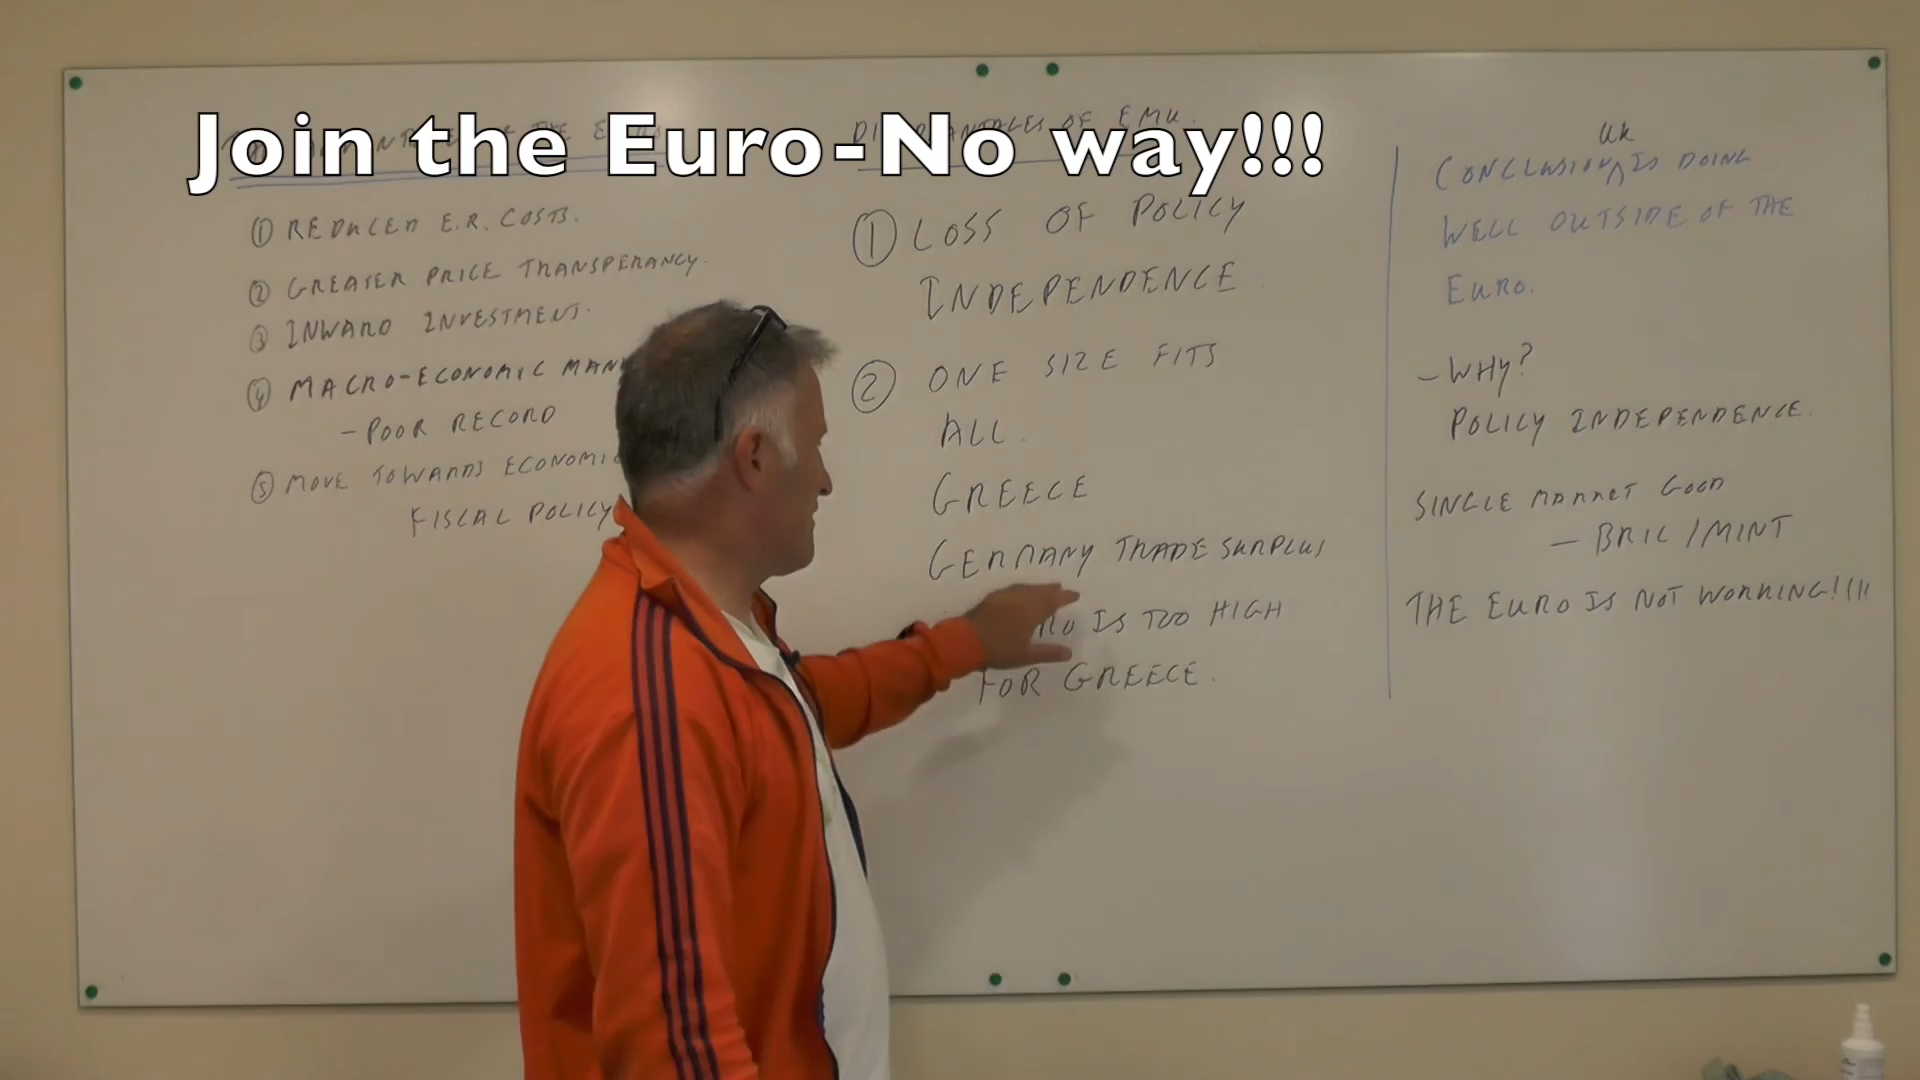 Join the Euro-No way!!!
① REDUCED E.R. COSTS.
② GREATER PRICE TRANSPERANCY.
③ INWARD INVESTMENT.
④ MACRO-ECONOMIC
- POOR RECORD
⑤ MOVE TOWARDS ECONOMIC
FISCAL POLICY
DISADVANTAGES OF EMU.
① LOSS OF POLICY
INDEPENDENCE.
② ONE SIZE FITS
ALL.
GREECE
GERMANY TRADE SURPLUS
IS TOO HIGH
FOR GREECE.
UK
CONCLUSION IS DOING
WELL OUTSIDE OF THE
EURO.
- WHY?
POLICY INDEPENDENCE.
SINGLE MARKET GOOD
- BRIC / MINT
THE EURO IS NOT WORKING!!!!